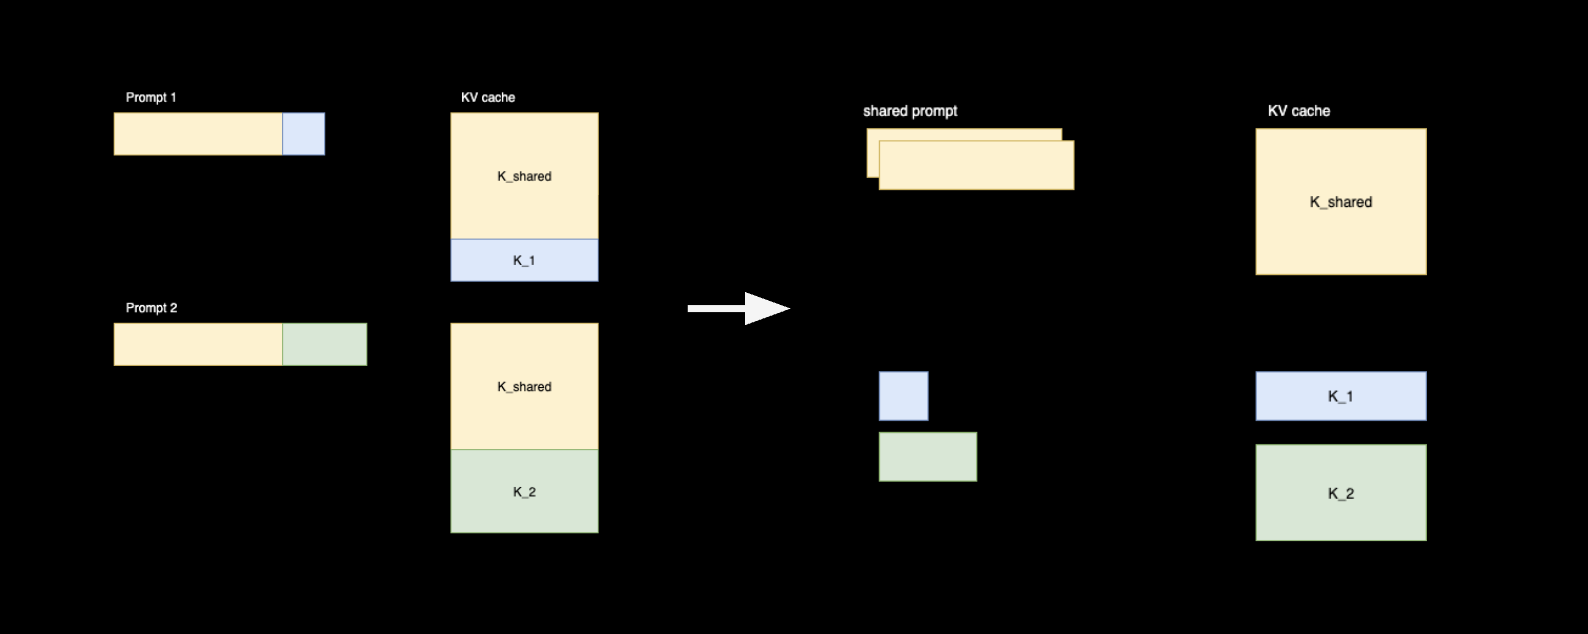 Prompt 1
KV cache
K_shared
K_1
Prompt 2
K_shared
K_2
shared prompt
KV cache
K_shared
K_1
K_2